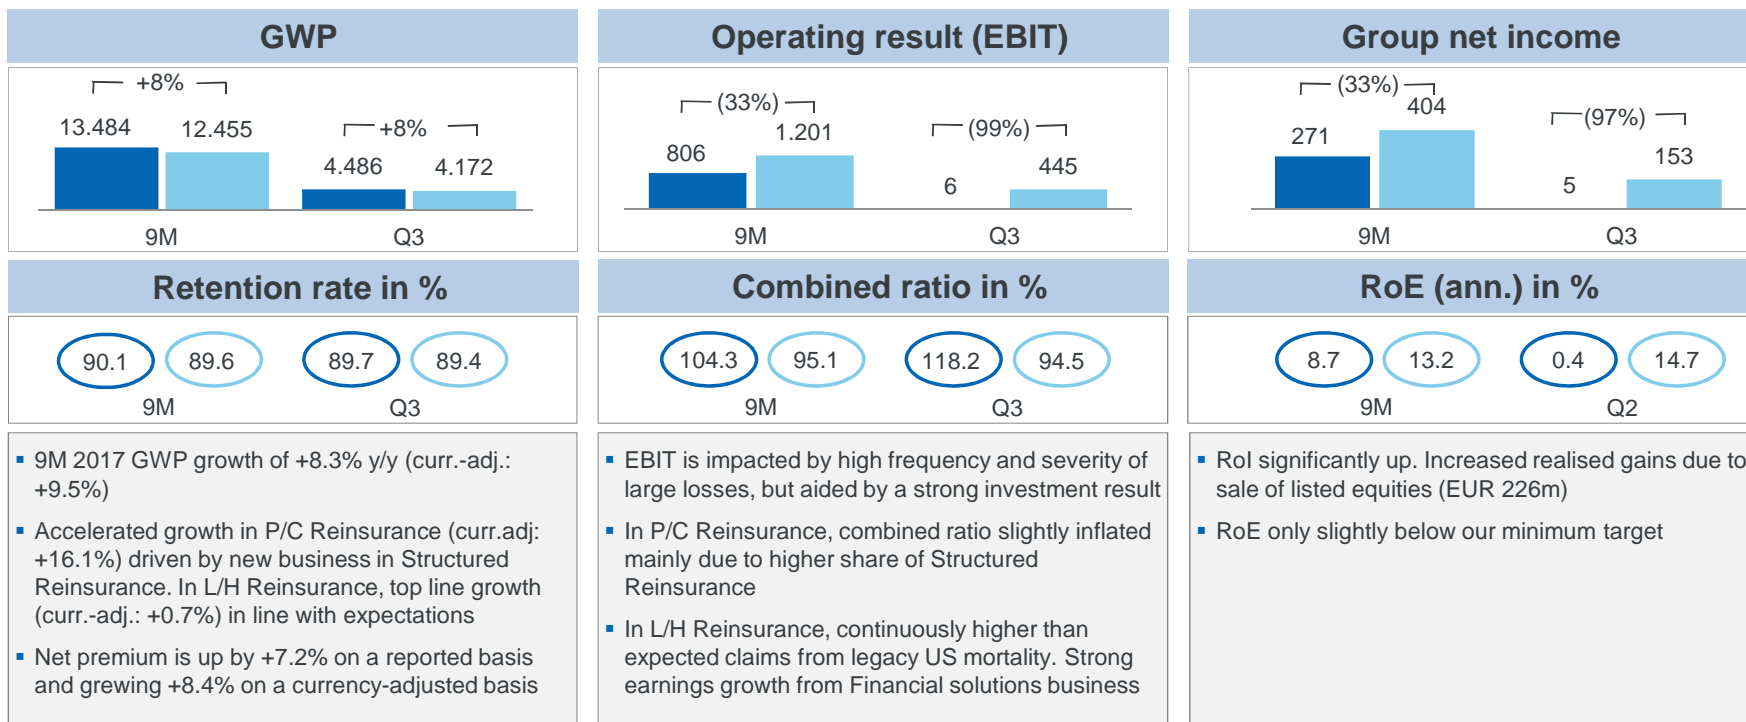 GWP
+8%
13.484
12.455
+8%
4.486
4.172
9M
Q3
Operating result (EBIT)
(33%)
806
1.201
(99%)
6
445
9M
Q3
Group net income
(33%)
271
404
(97%)
5
153
9M
Q3
Retention rate in %
90.1
89.6
89.7
89.4
9M
Q3
Combined ratio in %
104.3
95.1
118.2
94.5
9M
Q3
RoE (ann.) in %
8.7
13.2
0.4
14.7
9M
Q2
▪ 9M 2017 GWP growth of +8.3% y/y (curr.-adj.:
+9.5%)
▪ Accelerated growth in P/C Reinsurance (curr.adj:
+16.1%) driven by new business in Structured
Reinsurance. In L/H Reinsurance, top line growth
(curr.-adj.: +0.7%) in line with expectations
▪ Net premium is up by +7.2% on a reported basis
and grewing +8.4% on a currency-adjusted basis
▪ EBIT is impacted by high frequency and severity of
large losses, but aided by a strong investment result
▪ In P/C Reinsurance, combined ratio slightly inflated
mainly due to higher share of Structured
Reinsurance
▪ In L/H Reinsurance, continuously higher than
expected claims from legacy US mortality. Strong
earnings growth from Financial solutions business
▪ RoI significantly up. Increased realised gains due to
sale of listed equities (EUR 226m)
▪ RoE only slightly below our minimum target